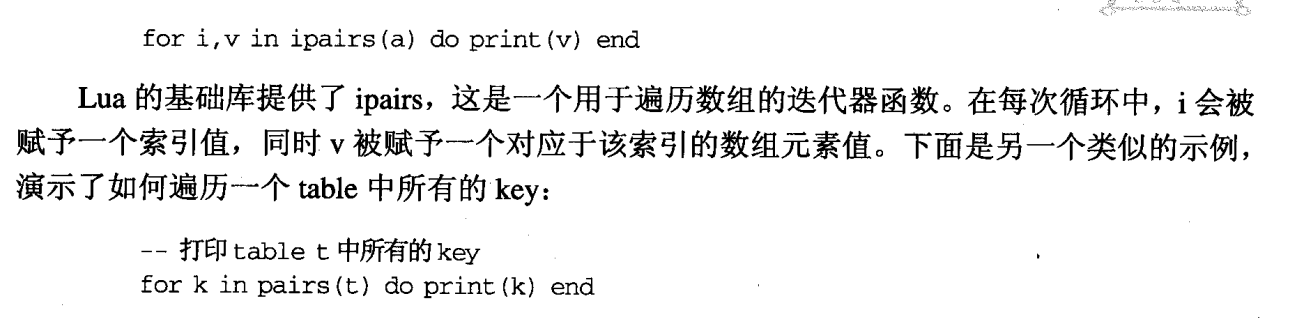 for i,v in ipairs(a) do print(v) end
Lua 的基础库提供了 ipairs，这是一个用于遍历数组的迭代器函数。在每次循环中，i 会被
赋予一个索引值，同时 v 被赋予一个对应于该索引的数组元素值。下面是另一个类似的示例，
演示了如何遍历一个 table 中所有的 key：
-- 打印 table t 中所有的 key
for k in pairs(t) do print(k) end